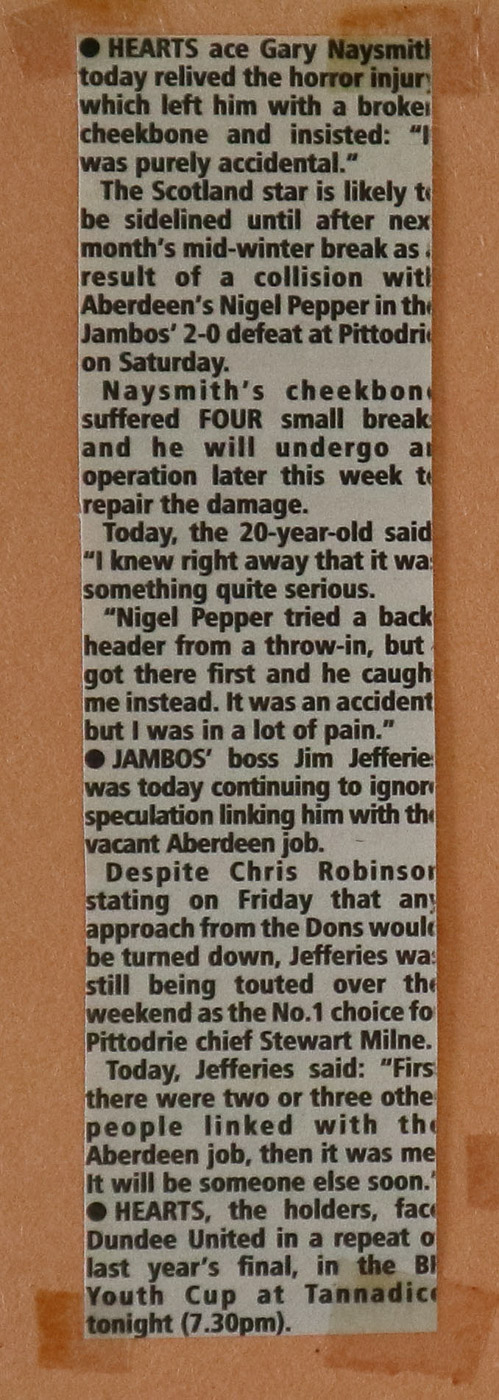 ● HEARTS ace Gary Naysmith
today relived the horror injury
which left him with a broken
cheekbone and insisted: "I
was purely accidental."
The Scotland star is likely to
be sidelined until after nex
month's mid-winter break as
result of a collision with
Aberdeen's Nigel Pepper in the
Jambos' 2-0 defeat at Pittodrie
on Saturday.
Naysmith's cheekbone
suffered FOUR small breaks
and he will undergo an
operation later this week to
repair the damage.
Today, the 20-year-old said
"I knew right away that it was
something quite serious.
"Nigel Pepper tried a back
header from a throw-in, but
got there first and he caugh
me instead. It was an accident
but I was in a lot of pain."
● JAMBOS' boss Jim Jefferies
was today continuing to ignore
speculation linking him with the
vacant Aberdeen job.
Despite Chris Robinson
stating on Friday that any
approach from the Dons would
be turned down, Jefferies was
still being touted over the
weekend as the No.1 choice fo
Pittodrie chief Stewart Milne.
Today, Jefferies said: "Firs
there were two or three othe
people linked with the
Aberdeen job, then it was me
It will be someone else soon."
● HEARTS, the holders, face
Dundee United in a repeat o
last year's final, in the BP
Youth Cup at Tannadice
tonight (7.30pm).